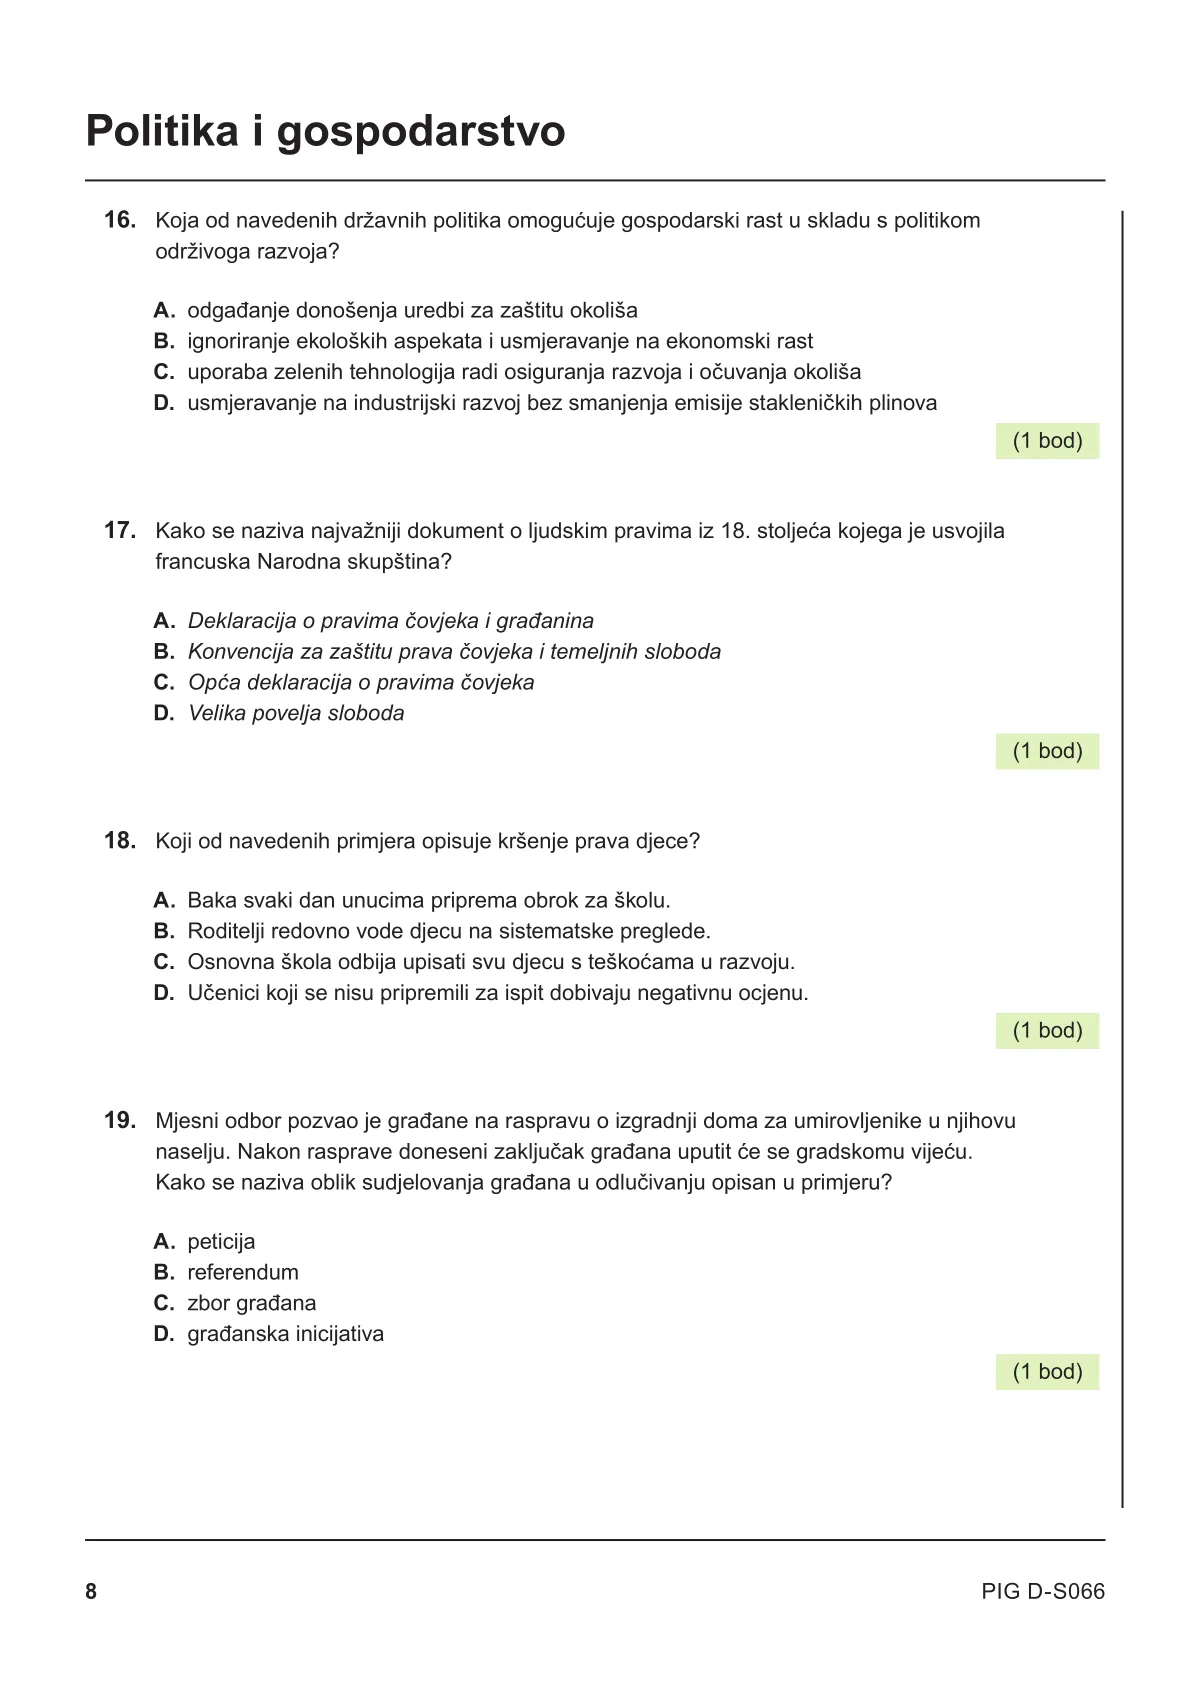 Politika i gospodarstvo
16. Koja od navedenih državnih politika omogućuje gospodarski rast u skladu s politikom
održivoga razvoja?
A. odgađanje donošenja uredbi za zaštitu okoliša
B. ignoriranje ekoloških aspekata i usmjeravanje na ekonomski rast
C. uporaba zelenih tehnologija radi osiguranja razvoja i očuvanja okoliša
D. usmjeravanje na industrijski razvoj bez smanjenja emisije stakleničkih plinova
(1 bod)
17. Kako se naziva najvažniji dokument o ljudskim pravima iz 18. stoljeća kojega je usvojila
francuska Narodna skupština?
A. Deklaracija o pravima čovjeka i građanina
B. Konvencija za zaštitu prava čovjeka i temeljnih sloboda
C. Opća deklaracija o pravima čovjeka
D. Velika povelja sloboda
(1 bod)
18. Koji od navedenih primjera opisuje kršenje prava djece?
A. Baka svaki dan unucima priprema obrok za školu.
B. Roditelji redovno vode djecu na sistematske preglede.
C. Osnovna škola odbija upisati svu djecu s teškoćama u razvoju.
D. Učenici koji se nisu pripremili za ispit dobivaju negativnu ocjenu.
(1 bod)
19. Mjesni odbor pozvao je građane na raspravu o izgradnji doma za umirovljenike u njihovu
naselju. Nakon rasprave doneseni zaključak građana uputit će se gradskomu vijeću.
Kako se naziva oblik sudjelovanja građana u odlučivanju opisan u primjeru?
A. peticija
B. referendum
C. zbor građana
D. građanska inicijativa
(1 bod)
8
PIG D-S066